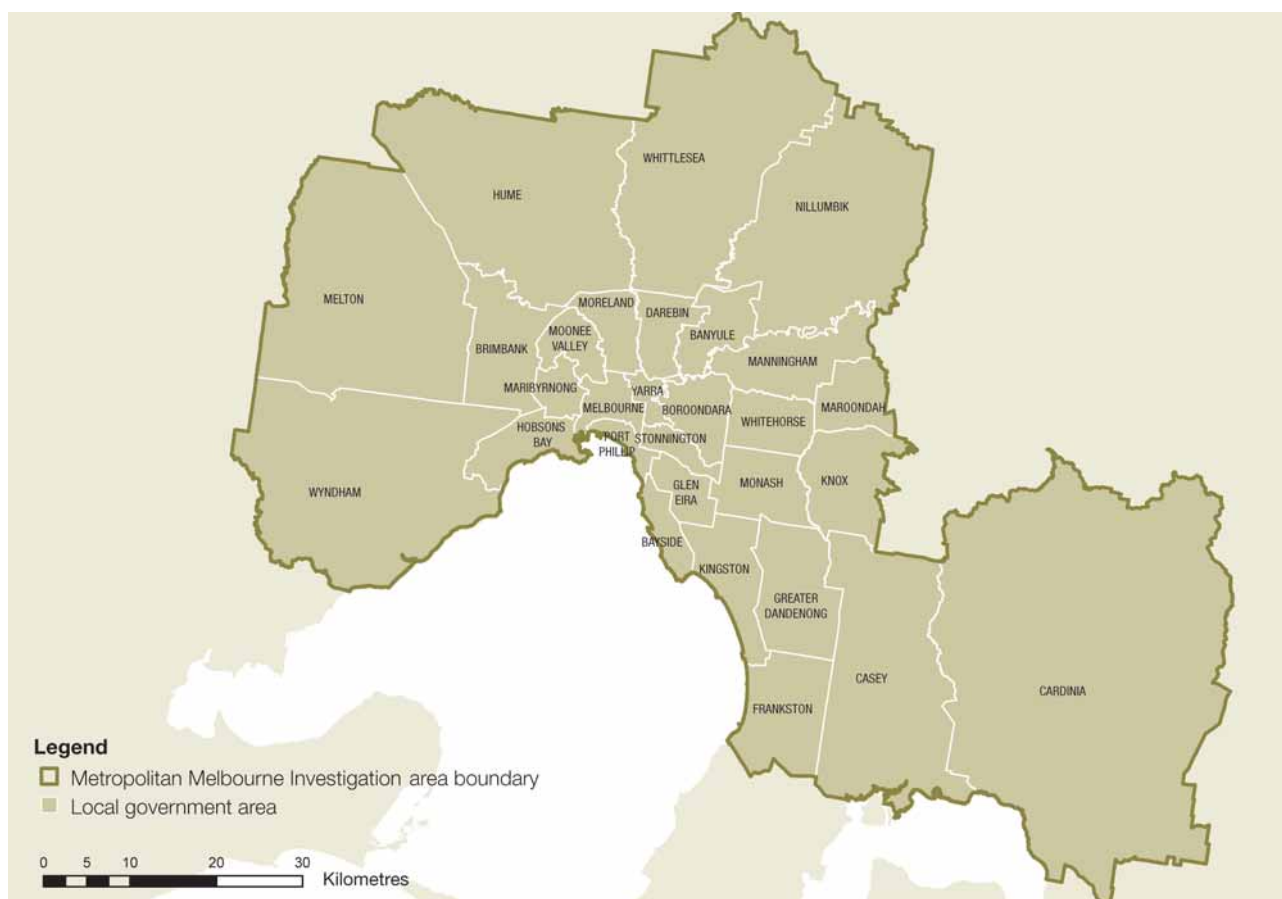 WHITTLESEA
HUME
NILLUMBIK
MELTON
MORELAND
DAREBIN
MOONEE
VALLEY
BANYULE
BRIMBANK
MANNINGHAM
MARIBYRNONG
YARRA
MELBOURNE
BOROONDARA
MAROONDAH
WHITEHORSE
HOBSONS
BAY
PORT
PHILLIP
STONNINGTON
WYNDHAM
GLEN
EIRA
MONASH
KNOX
BAYSIDE
KINGSTON
GREATER
DANDENONG
CASEY
CARDINIA
FRANKSTON
Legend
Metropolitan Melbourne Investigation area boundary
Local government area
0 5 10 20 30
Kilometres